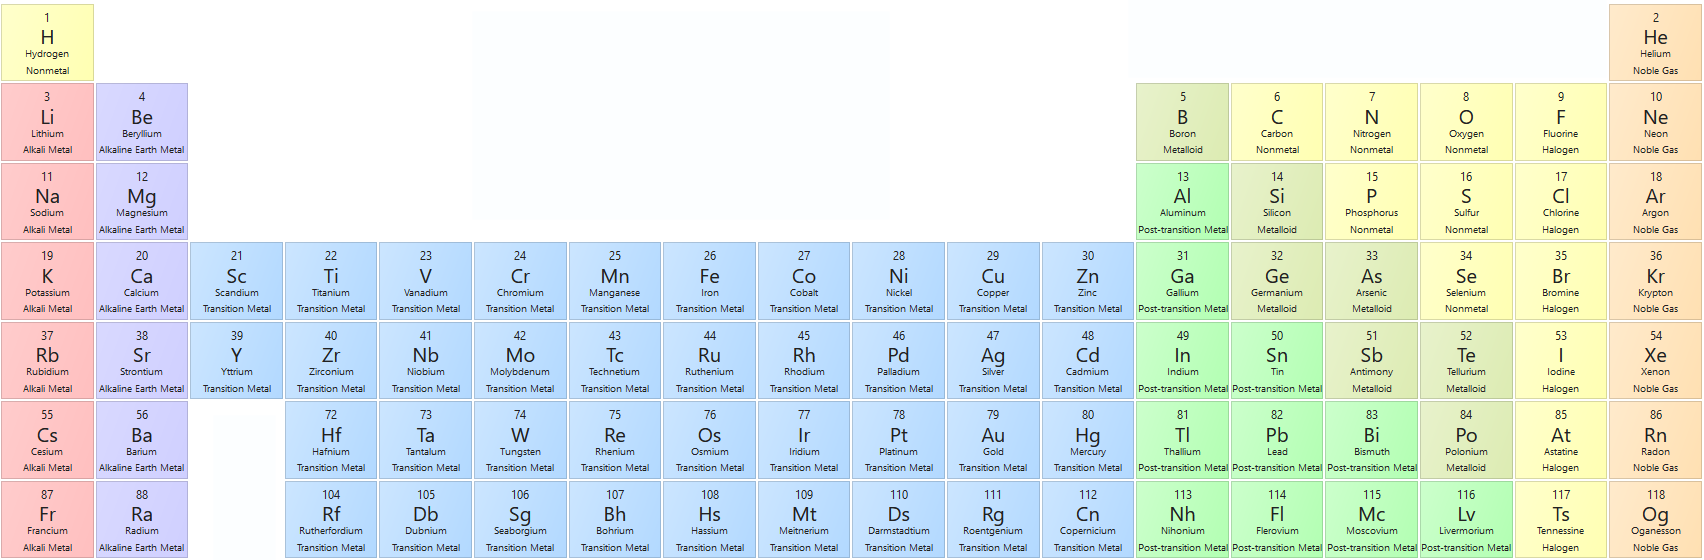 1 2
H He
Hydrogen Helium
Nonmetal Noble Gas
3 4 5 6 7 8 9 10
Li Be B C N O F Ne
Lithium Beryllium Boron Carbon Nitrogen Oxygen Fluorine Neon
Alkali Metal Alkaline Earth Metal Metalloid Nonmetal Nonmetal Nonmetal Halogen Noble Gas
11 12 13 14 15 16 17 18
Na Mg Al Si P S Cl Ar
Sodium Magnesium Aluminum Silicon Phosphorus Sulfur Chlorine Argon
Alkali Metal Alkaline Earth Metal Post-transition Metal Metalloid Nonmetal Nonmetal Halogen Noble Gas
19 20 21 22 23 24 25 26 27 28 29 30 31 32 33 34 35 36
K Ca Sc Ti V Cr Mn Fe Co Ni Cu Zn Ga Ge As Se Br Kr
Potassium Calcium Scandium Titanium Vanadium Chromium Manganese Iron Cobalt Nickel Copper Zinc Gallium Germanium Arsenic Selenium Bromine Krypton
Alkali Metal Alkaline Earth Metal Transition Metal Transition Metal Transition Metal Transition Metal Transition Metal Transition Metal Transition Metal Transition Metal Transition Metal Transition Metal Post-transition Metal Metalloid Metalloid Nonmetal Halogen Noble Gas
37 38 39 40 41 42 43 44 45 46 47 48 49 50 51 52 53 54
Rb Sr Y Zr Nb Mo Tc Ru Rh Pd Ag Cd In Sn Sb Te I Xe
Rubidium Strontium Yttrium Zirconium Niobium Molybdenum Technetium Ruthenium Rhodium Palladium Silver Cadmium Indium Tin Antimony Tellurium Iodine Xenon
Alkali Metal Alkaline Earth Metal Transition Metal Transition Metal Transition Metal Transition Metal Transition Metal Transition Metal Transition Metal Transition Metal Transition Metal Transition Metal Post-transition Metal Post-transition Metal Metalloid Metalloid Halogen Noble Gas
55 56 72 73 74 75 76 77 78 79 80 81 82 83 84 85 86
Cs Ba Hf Ta W Re Os Ir Pt Au Hg Tl Pb Bi Po At Rn
Cesium Barium Hafnium Tantalum Tungsten Rhenium Osmium Iridium Platinum Gold Mercury Thallium Lead Bismuth Polonium Astatine Radon
Alkali Metal Alkaline Earth Metal Transition Metal Transition Metal Transition Metal Transition Metal Transition Metal Transition Metal Transition Metal Transition Metal Transition Metal Post-transition Metal Post-transition Metal Post-transition Metal Metalloid Halogen Noble Gas
87 88 104 105 106 107 108 109 110 111 112 113 114 115 116 117 118
Fr Ra Rf Db Sg Bh Hs Mt Ds Rg Cn Nh Fl Mc Lv Ts Og
Francium Radium Rutherfordium Dubnium Seaborgium Bohrium Hassium Meitnerium Darmstadtium Roentgenium Copernicium Nihonium Flerovium Moscovium Livermorium Tennessine Oganesson
Alkali Metal Alkaline Earth Metal Transition Metal Transition Metal Transition Metal Transition Metal Transition Metal Transition Metal Transition Metal Transition Metal Transition Metal Post-transition Metal Post-transition Metal Post-transition Metal Post-transition Metal Halogen Noble Gas